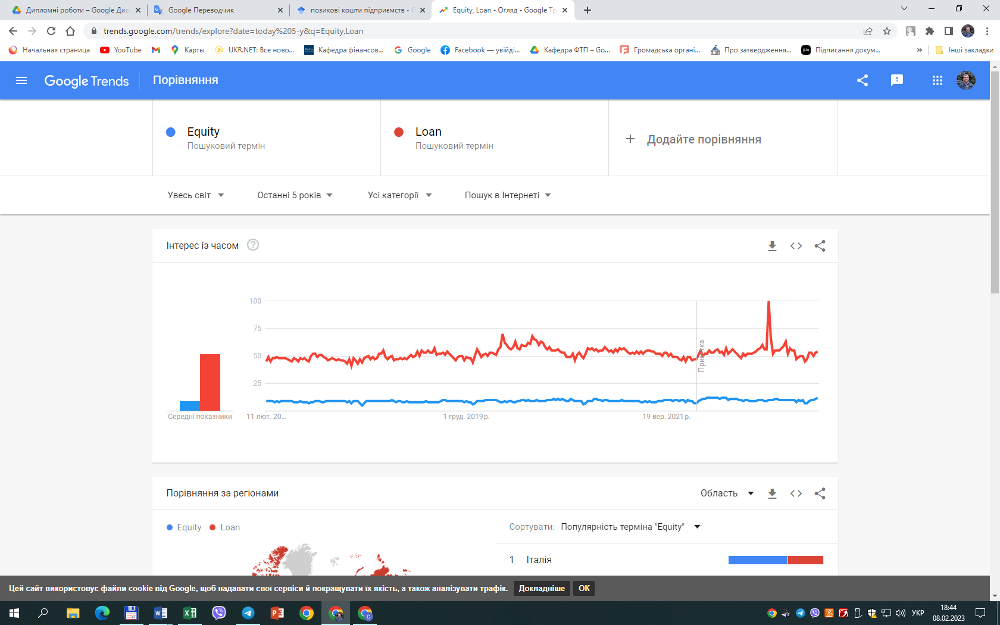 Дипломні роботи – Google Дис
Google Переводчик
позикові кошти підприємств - G
Equity, Loan - Огляд - Google Тр
trends.google.com/trends/explore?date=today%205-y&q=Equity,Loan
Начальная страница
YouTube
Карты
UKR.NET: Все ново...
Кафедра фінансов...
Google
Facebook — увійді...
Кафедра ФТП – Go...
Громадська органі...
Про затвердження...
Підписання докум...
»
Інші закладки
Google Trends
Порівняння
Equity
Пошуковий термін
Loan
Пошуковий термін
+ Додайте порівняння
Увесь світ
Останні 5 років
Усі категорії
Пошук в Інтернеті
Інтерес із часом
100
75
50
25
Примітка
Середні показники
11 лют. 20...
1 груд. 2019 р.
19 вер. 2021 р.
Порівняння за регіонами
Область
Equity
Loan
Сортувати: Популярність терміна "Equity"
1 Італія
Цей сайт використовує файли cookie від Google, щоб надавати свої сервіси й покращувати їх якість, а також аналізувати трафік.
Докладніше
ОК
УКР
18:44
08.02.2023